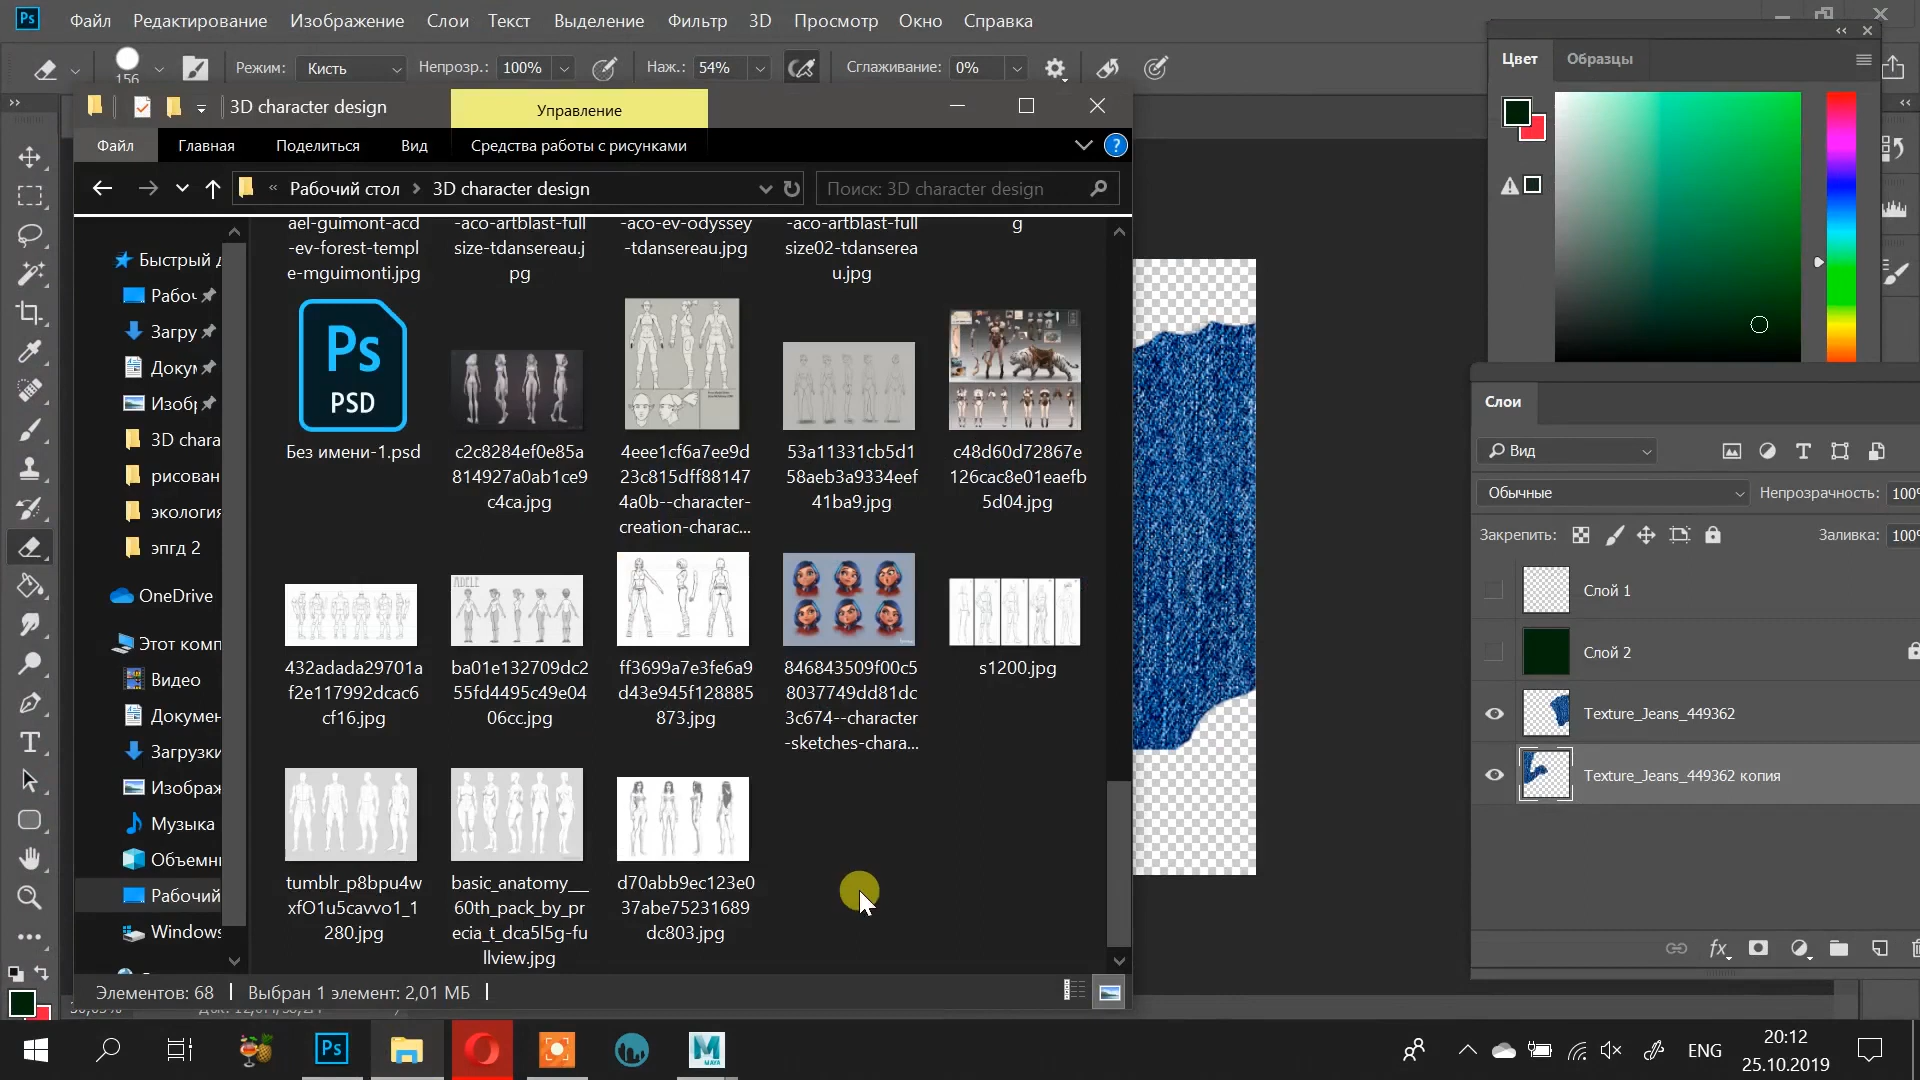 Ps
Файл Редактирование Изображение Слои Текст Выделение Фильтр 3D Просмотр Окно Справка
156 Режим: Кисть Непрозр.: 100% Наж.: 54% Сглаживание: 0%
Цвет Образцы
3D character design Управление
Файл Главная Поделиться Вид Средства работы с рисунками
« Рабочий стол 3D character design Поиск: 3D character design
Быстрый д
Рабоч
Загру
Докум
Изобр
3D chara
рисован
экология
эпгд 2
OneDrive
Этот комп
Видео
Докумен
Загрузки
Изображ
Музыка
Объемн
Рабочий
Windows
ael-guimont-acd
-ev-forest-templ
e-mguimonti.jpg
-aco-artblast-full
size-tdansereau.j
pg
-aco-ev-odyssey
-tdansereau.jpg
-aco-artblast-full
size02-tdanserea
u.jpg
g
Ps
PSD
Без имени-1.psd
c2c8284ef0e85a
814927a0ab1ce9
c4ca.jpg
4eee1cf6a7ee9d
23c815dff88147
4a0b--character-
creation-charac...
53a11331cb5d1
58aeb3a9334eef
41ba9.jpg
c48d60d72867e
126cac8e01eaefb
5d04.jpg
432adada29701a
f2e117992dcac6
cf16.jpg
ADELE
ba01e132709dc2
55fd4495c49e04
06cc.jpg
ff3699a7e3fe6a9
d43e945f128885
873.jpg
846843509f00c5
8037749dd81dc
3c674--character
-sketches-chara...
s1200.jpg
tumblr_p8bpu4w
xfO1u5cavvo1_1
280.jpg
basic_anatomy__
60th_pack_by_pr
ecia_t_dca5l5g-fu
llview.jpg
d70abb9ec123e0
37abe75231689
dc803.jpg
Элементов: 68 Выбран 1 элемент: 2,01 МБ
Слои
Вид
Обычные Непрозрачность: 100%
Закрепить: Заливка: 100%
Слой 1
Слой 2
Texture_Jeans_449362
Texture_Jeans_449362 копия
fx
Ps
MAYA
ENG
20:12
25.10.2019